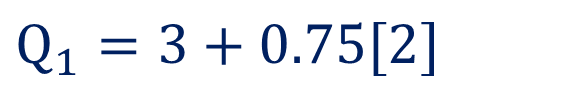 Q₁ = 3 + 0.75[2]